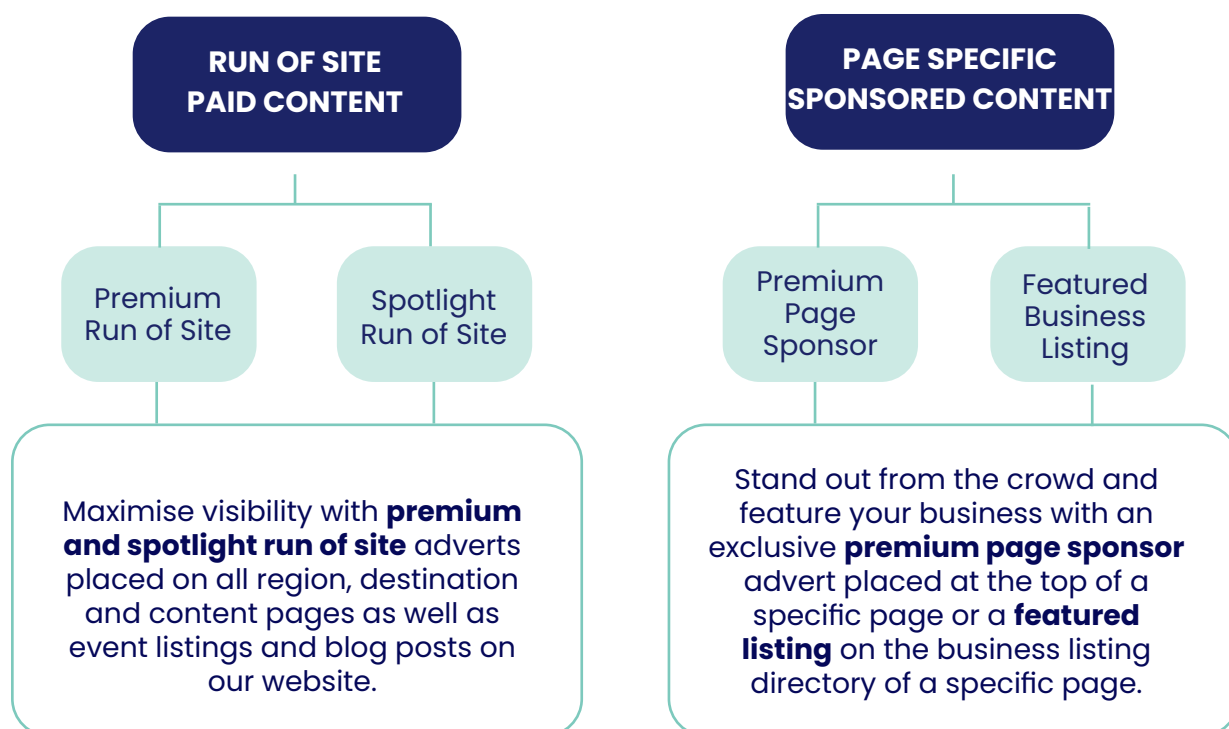 RUN OF SITE
PAID CONTENT
Premium
Run of Site
Spotlight
Run of Site
Maximise visibility with premium
and spotlight run of site adverts
placed on all region, destination
and content pages as well as
event listings and blog posts on
our website.
PAGE SPECIFIC
SPONSORED CONTENT
Premium
Page
Sponsor
Featured
Business
Listing
Stand out from the crowd and
feature your business with an
exclusive premium page sponsor
advert placed at the top of a
specific page or a featured
listing on the business listing
directory of a specific page.